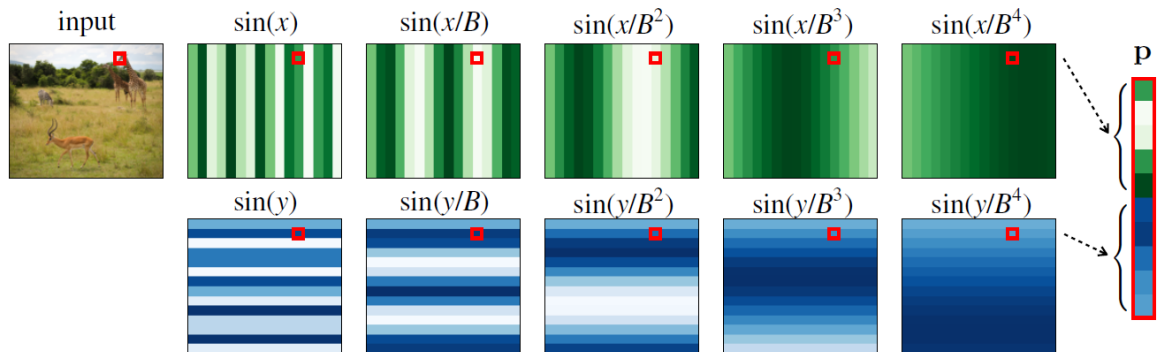 input
sin(x)
sin(x/B)
sin(x/B²)
sin(x/B³)
sin(x/B⁴)
p
sin(y)
sin(y/B)
sin(y/B²)
sin(y/B³)
sin(y/B⁴)